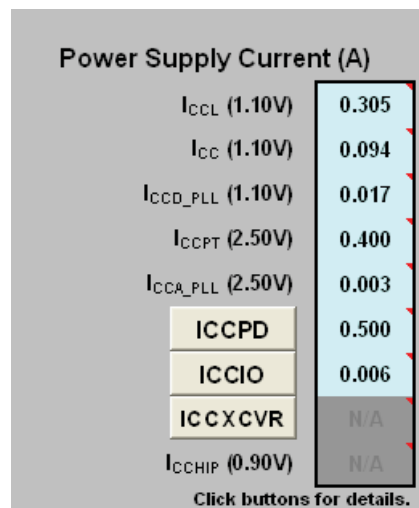 Power Supply Current (A)
ICCL (1.10V) 0.305
ICC (1.10V) 0.094
ICCD_PLL (1.10V) 0.017
ICCPT (2.50V) 0.400
ICCA_PLL (2.50V) 0.003
ICCPD 0.500
ICCIO 0.006
ICCXCVR N/A
ICCHIP (0.90V) N/A
Click buttons for details.